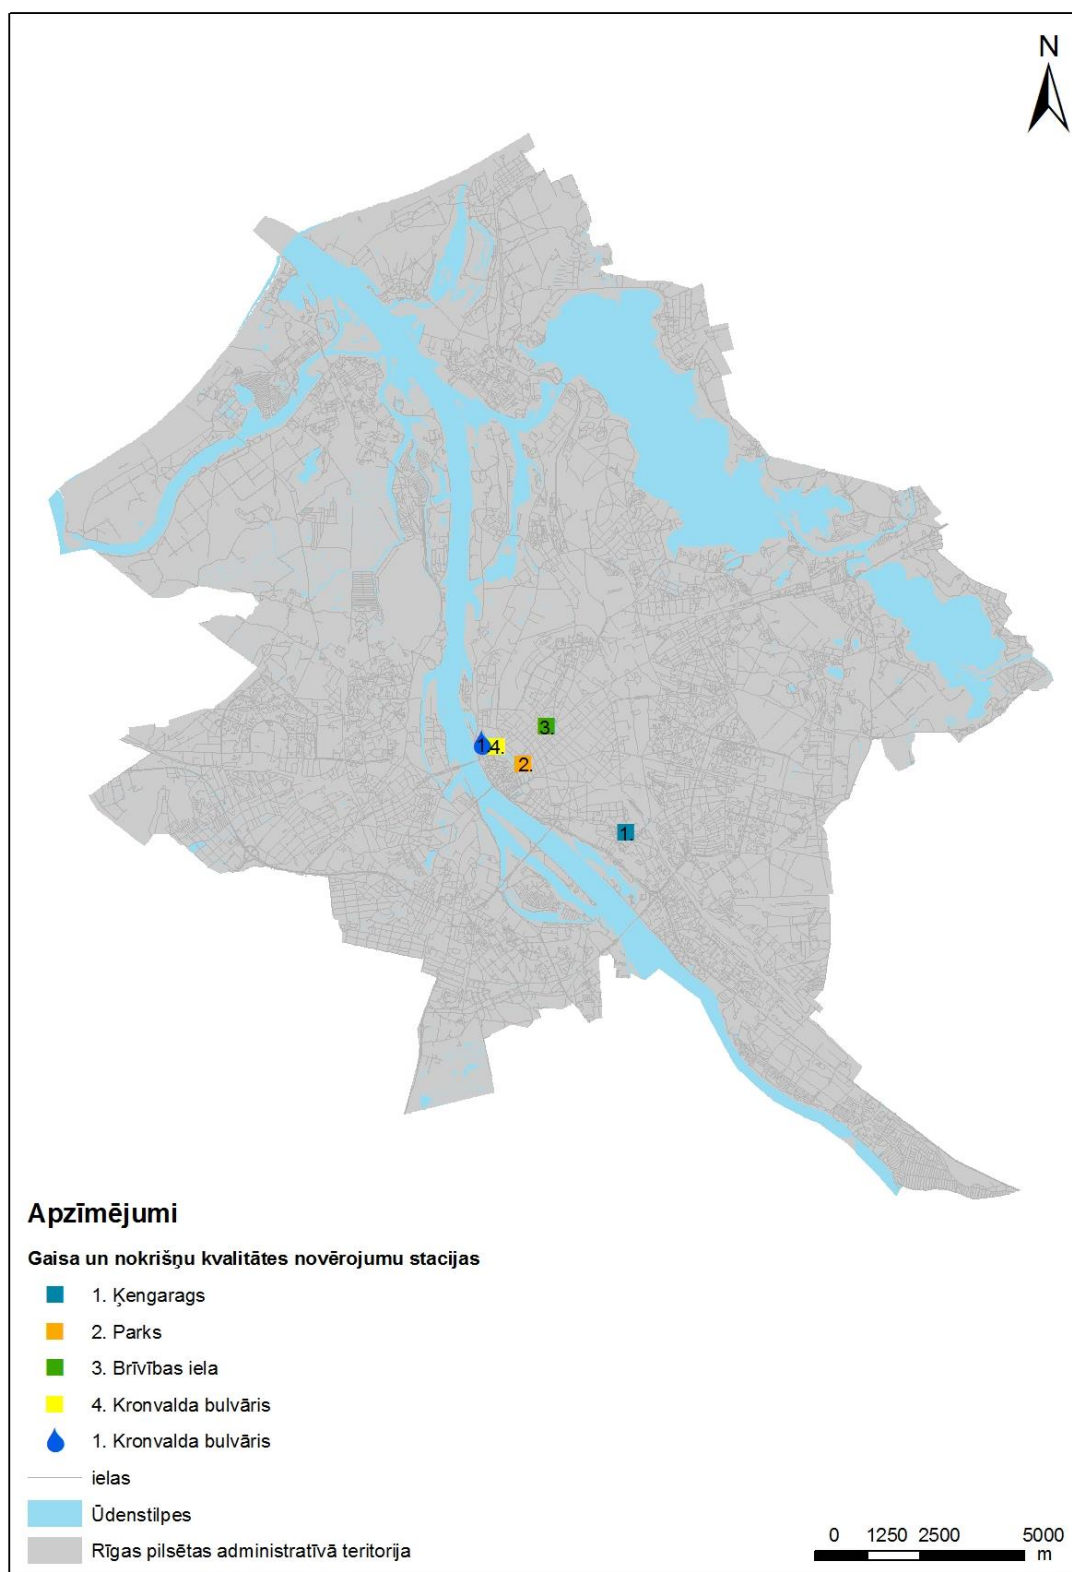 N
3.
1.
4.
2.
1.
Apzīmējumi
Gaisa un nokrišņu kvalitātes novērojumu stacijas
1. Ķengarags
2. Parks
3. Brīvības iela
4. Kronvalda bulvāris
1. Kronvalda bulvāris
ielas
Ūdenstilpes
Rīgas pilsētas administratīvā teritorija
0 1250 2500 5000
m